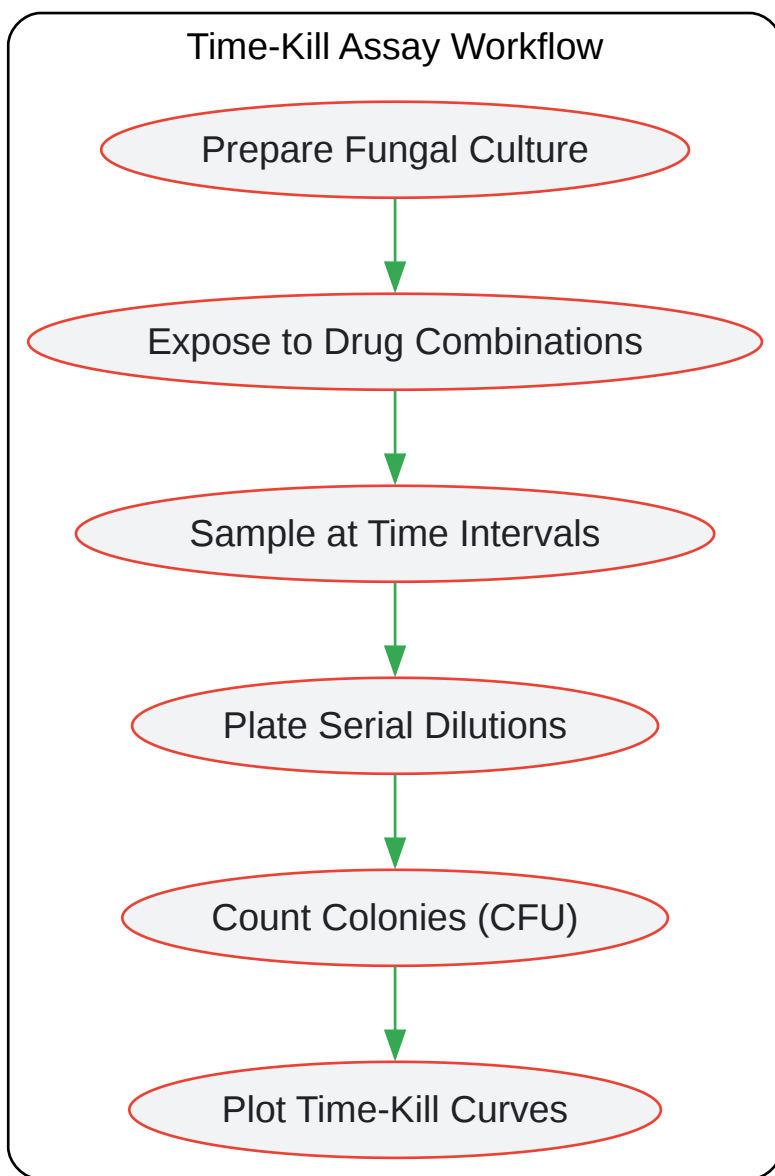 Time-Kill Assay Workflow
Prepare Fungal Culture
Expose to Drug Combinations
Sample at Time Intervals
Plate Serial Dilutions
Count Colonies (CFU)
Plot Time-Kill Curves